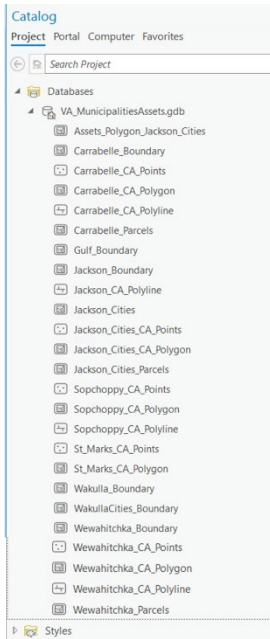 Catalog
Project Portal Computer Favorites
Search Project
Databases
VA_MunicipalitiesAssets.gdb
Assets_Polygon_Jackson_Cities
Carrabelle_Boundary
Carrabelle_CA_Points
Carrabelle_CA_Polygon
Carrabelle_CA_Polyline
Carrabelle_Parcels
Gulf_Boundary
Jackson_Boundary
Jackson_CA_Polyline
Jackson_Cities
Jackson_Cities_CA_Points
Jackson_Cities_CA_Polygon
Jackson_Cities_Parcels
Sopchoppy_CA_Points
Sopchoppy_CA_Polygon
Sopchoppy_CA_Polyline
St_Marks_CA_Points
St_Marks_CA_Polygon
Wakulla_Boundary
WakullaCities_Boundary
Wewahitchka_Boundary
Wewahitchka_CA_Points
Wewahitchka_CA_Polygon
Wewahitchka_CA_Polyline
Wewahitchka_Parcels
Styles